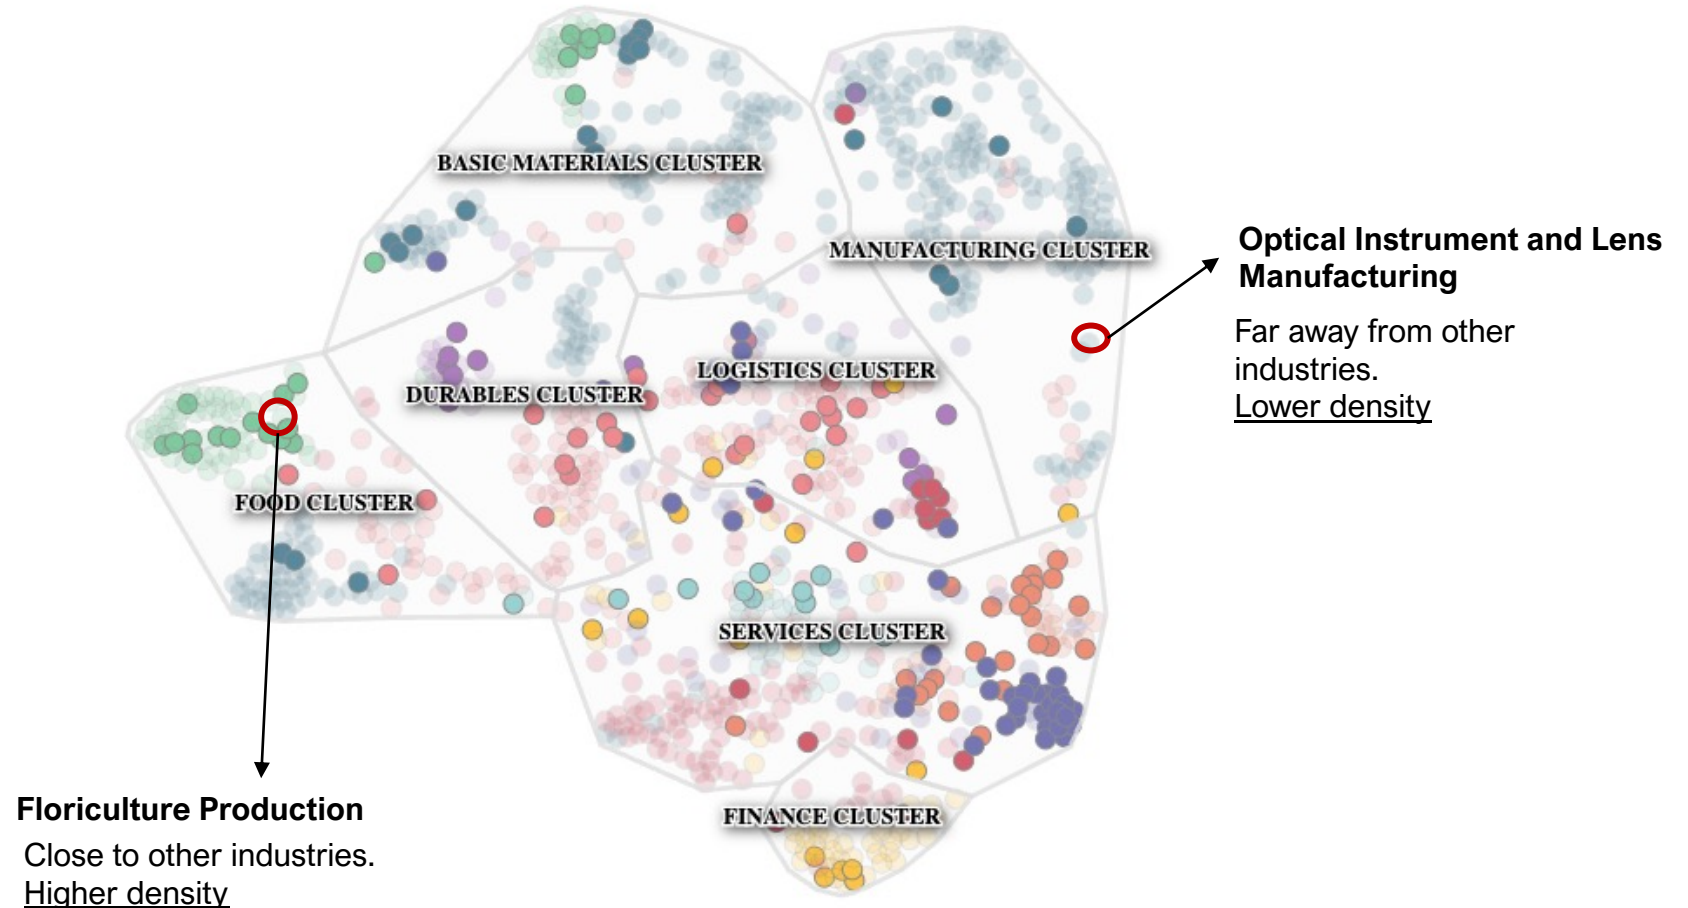 BASIC MATERIALS CLUSTER
MANUFACTURING CLUSTER
Optical Instrument and Lens
Manufacturing
Far away from other
industries.
Lower density
LOGISTICS CLUSTER
DURABLES CLUSTER
FOOD CLUSTER
SERVICES CLUSTER
FINANCE CLUSTER
Floriculture Production
Close to other industries.
Higher density